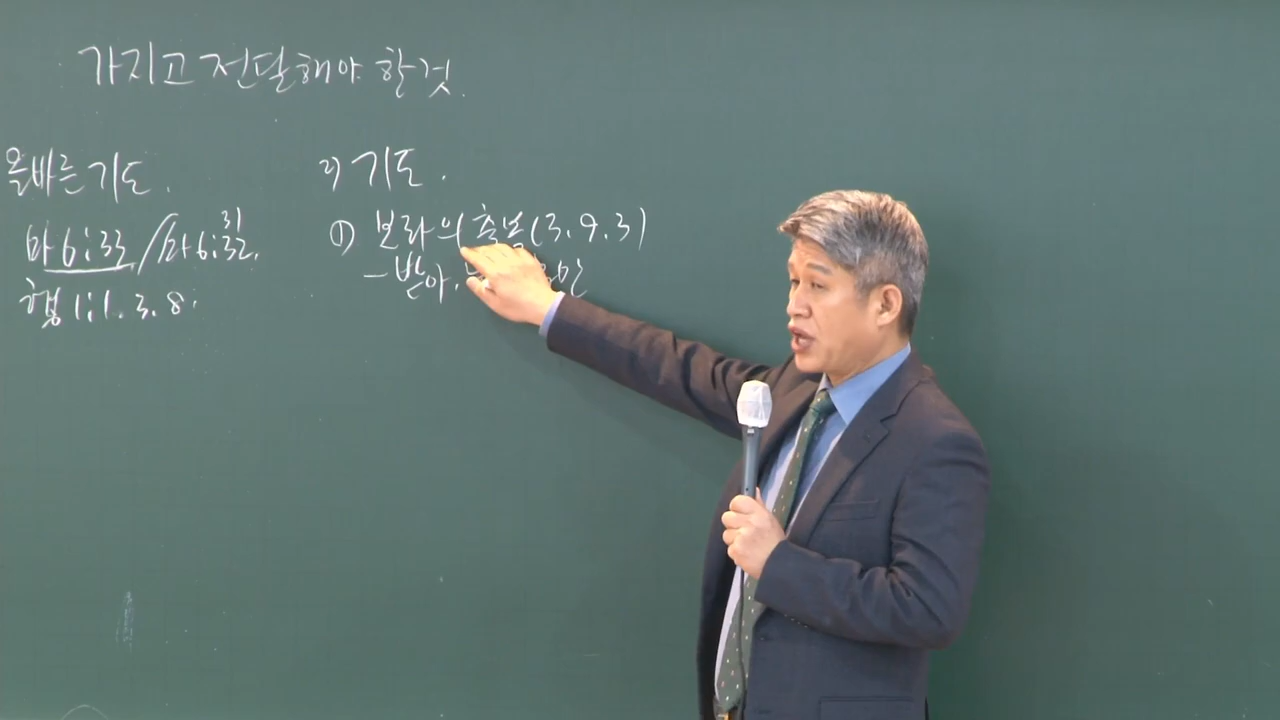 가지고 전달해야 할것.
올바른기도.
마 6:33 / 마 6:31 32.
행 1:1. 3. 8.
2) 기도.
① 보좌의 축복(3.9.3)
- 받아.